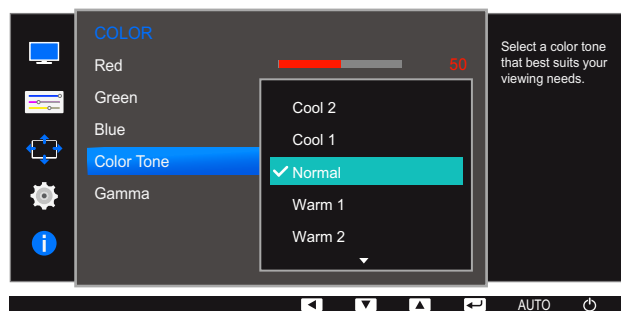 COLOR
Red
50
Green
Blue
Color Tone
Gamma
Cool 2
Cool 1
Normal
Warm 1
Warm 2
Select a color tone
that best suits your
viewing needs.
AUTO